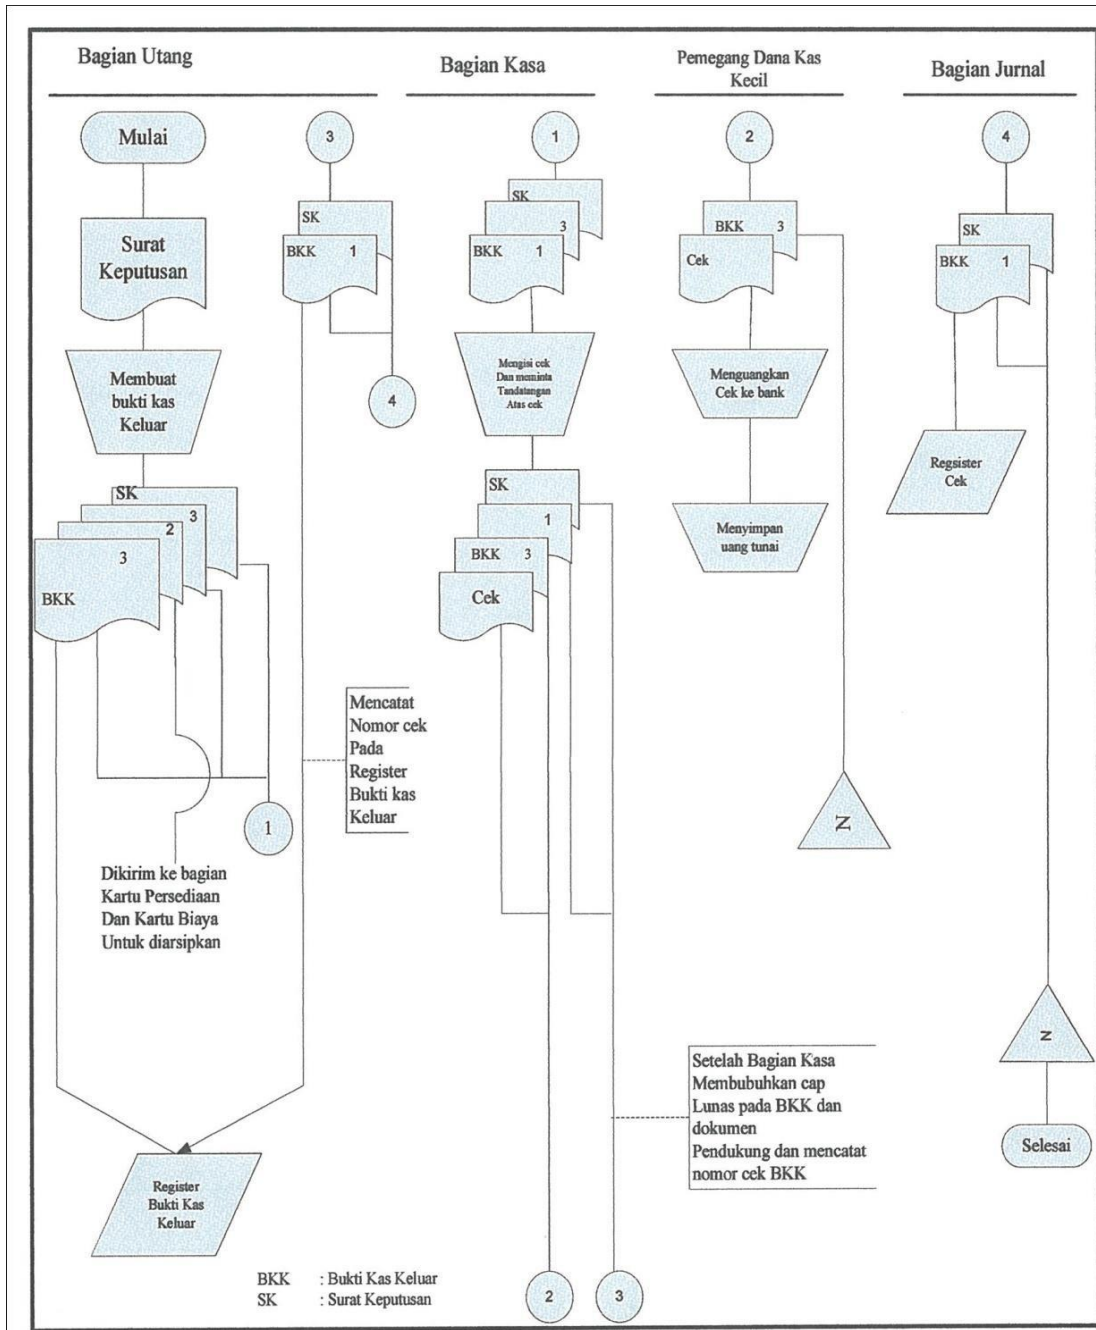 Bagian Utang
Mulai
Surat
Keputusan
Membuat
bukti kas
Keluar
SK
3
2
3
BKK
1
Dikirim ke bagian
Kartu Persediaan
Dan Kartu Biaya
Untuk diarsipkan
3
SK
BKK 1
4
Mencatat
Nomor cek
Pada
Register
Bukti kas
Keluar
Register
Bukti Kas
Keluar
BKK : Bukti Kas Keluar
SK : Surat Keputusan
Bagian Kasa
1
SK
3
BKK 1
Mengisi cek
Dan meminta
Tandatangan
Atas cek
SK
1
BKK 3
Cek
Setelah Bagian Kasa
Membubuhkan cap
Lunas pada BKK dan
dokumen
Pendukung dan mencatat
nomor cek BKK
2
3
Pemegang Dana Kas
Kecil
2
BKK 3
Cek
Menguangkan
Cek ke bank
Menyimpan
uang tunai
N
Bagian Jurnal
4
SK
BKK 1
Regsister
Cek
N
Selesai